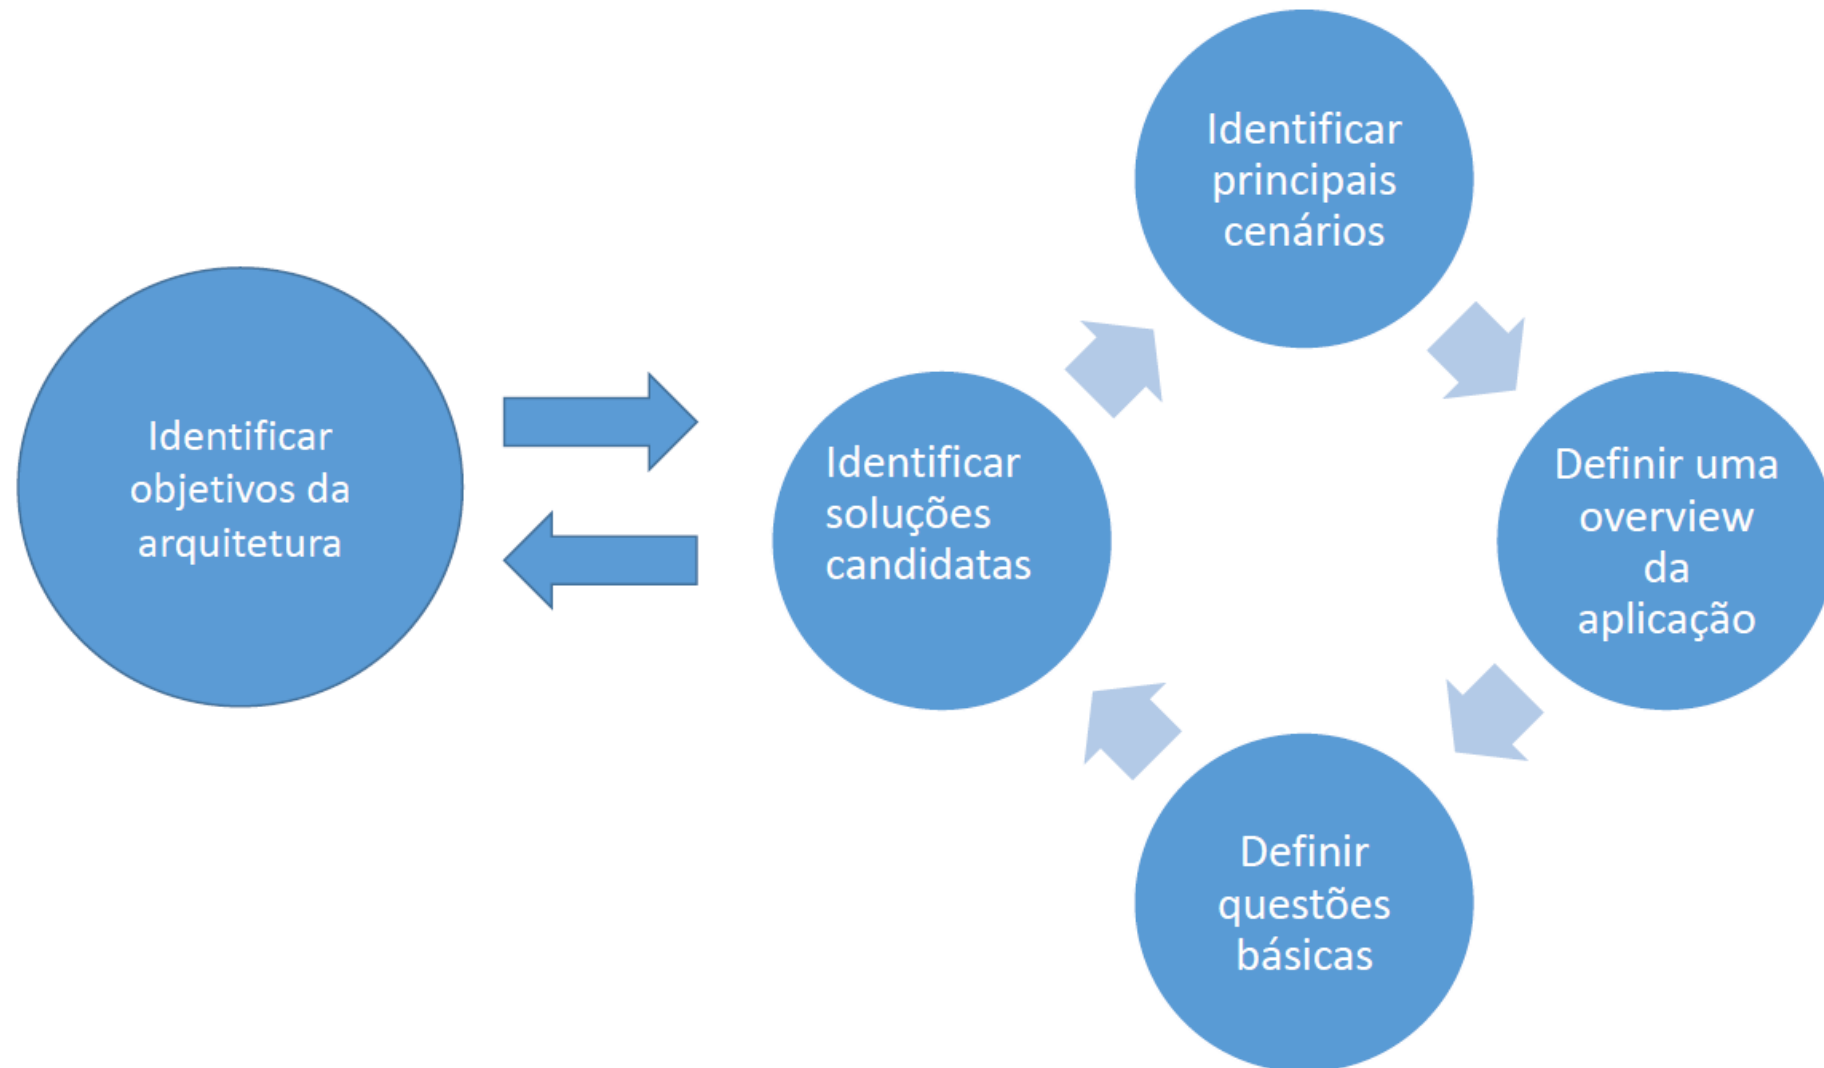 Identificar
objetivos da
arquitetura
Identificar
principais
cenários
Definir uma
overview
da
aplicação
Definir
questões
básicas
Identificar
soluções
candidatas